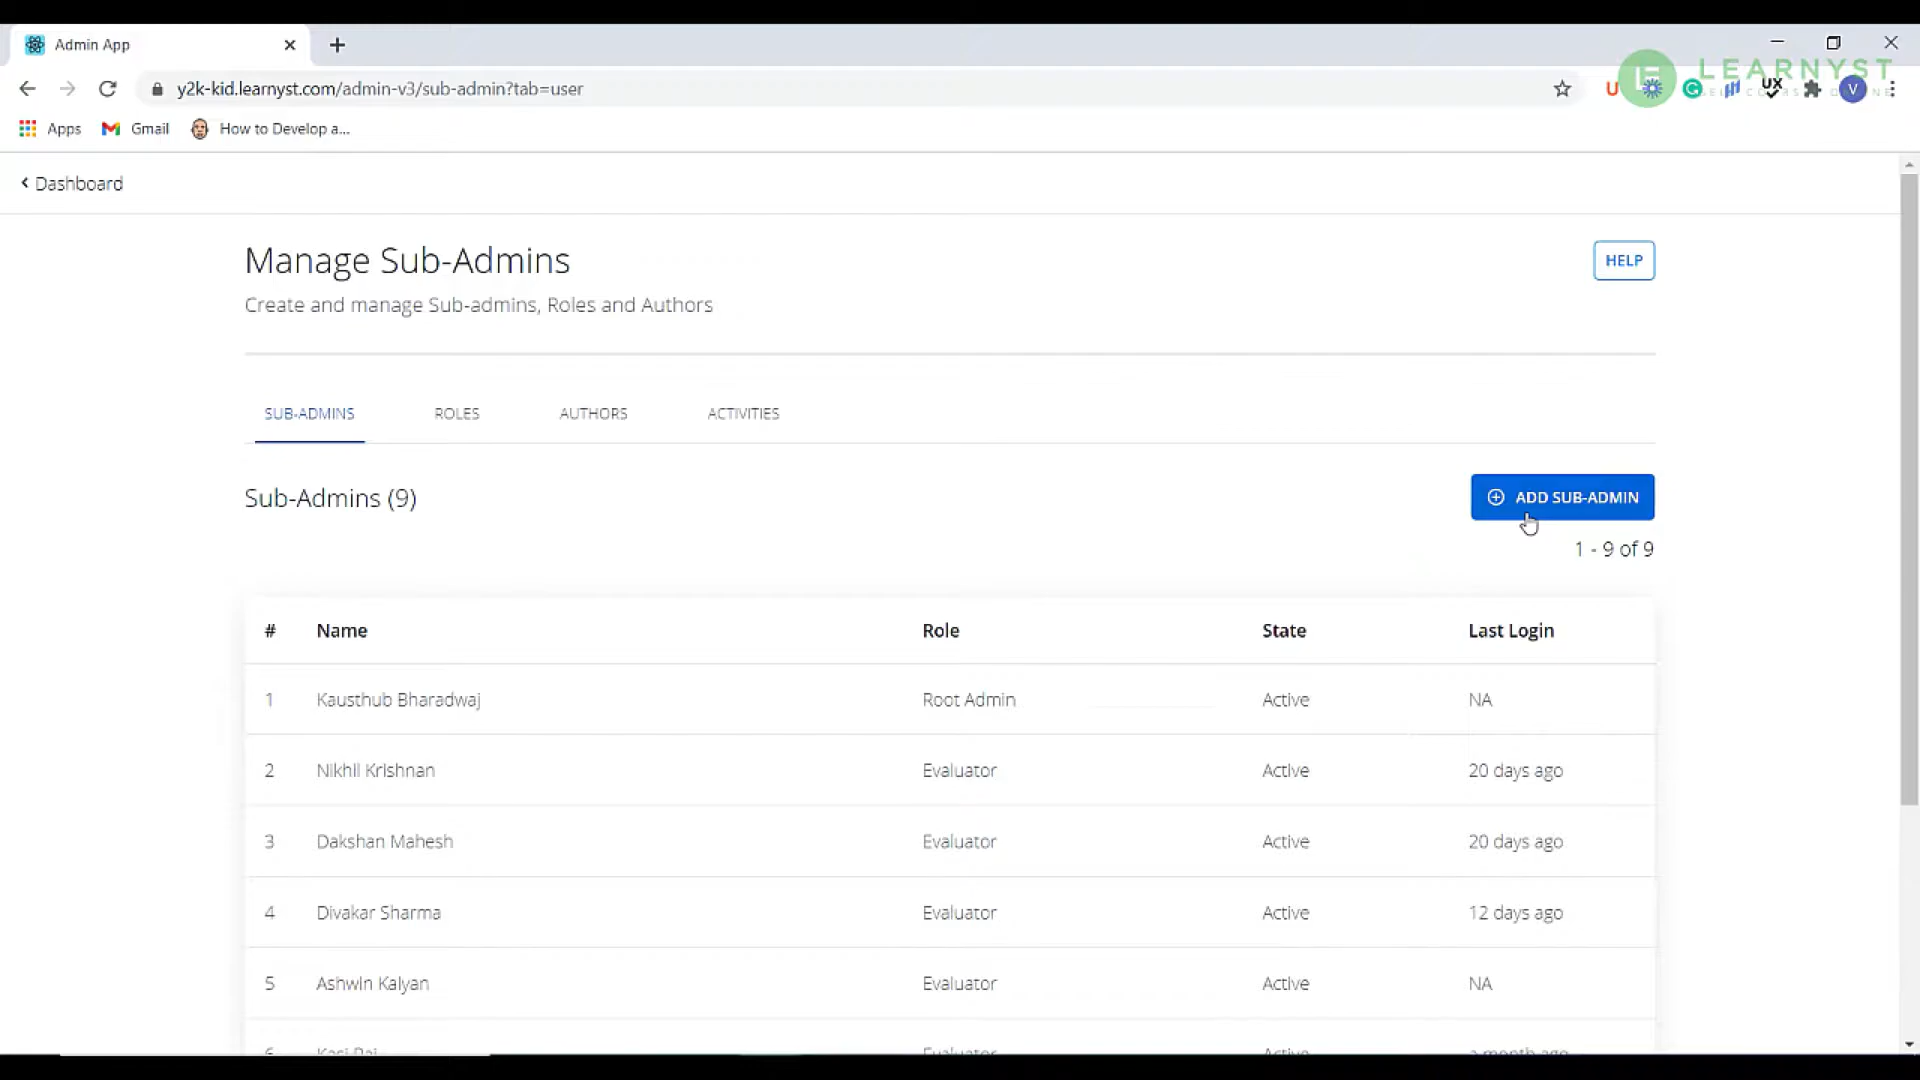 Admin App
LEARNYST
y2k-kid.learnyst.com/admin-v3/sub-admin?tab=user
U
UX
V
Apps
Gmail
How to Develop a...
Dashboard
Manage Sub-Admins
HELP
Create and manage Sub-admins, Roles and Authors
SUB-ADMINS ROLES AUTHORS ACTIVITIES
Sub-Admins (9)
ADD SUB-ADMIN
1 - 9 of 9
# Name Role State Last Login
1 Kausthub Bharadwaj Root Admin Active NA
2 Nikhil Krishnan Evaluator Active 20 days ago
3 Dakshan Mahesh Evaluator Active 20 days ago
4 Divakar Sharma Evaluator Active 12 days ago
5 Ashwin Kalyan Evaluator Active NA
Evaluator Active a month ago